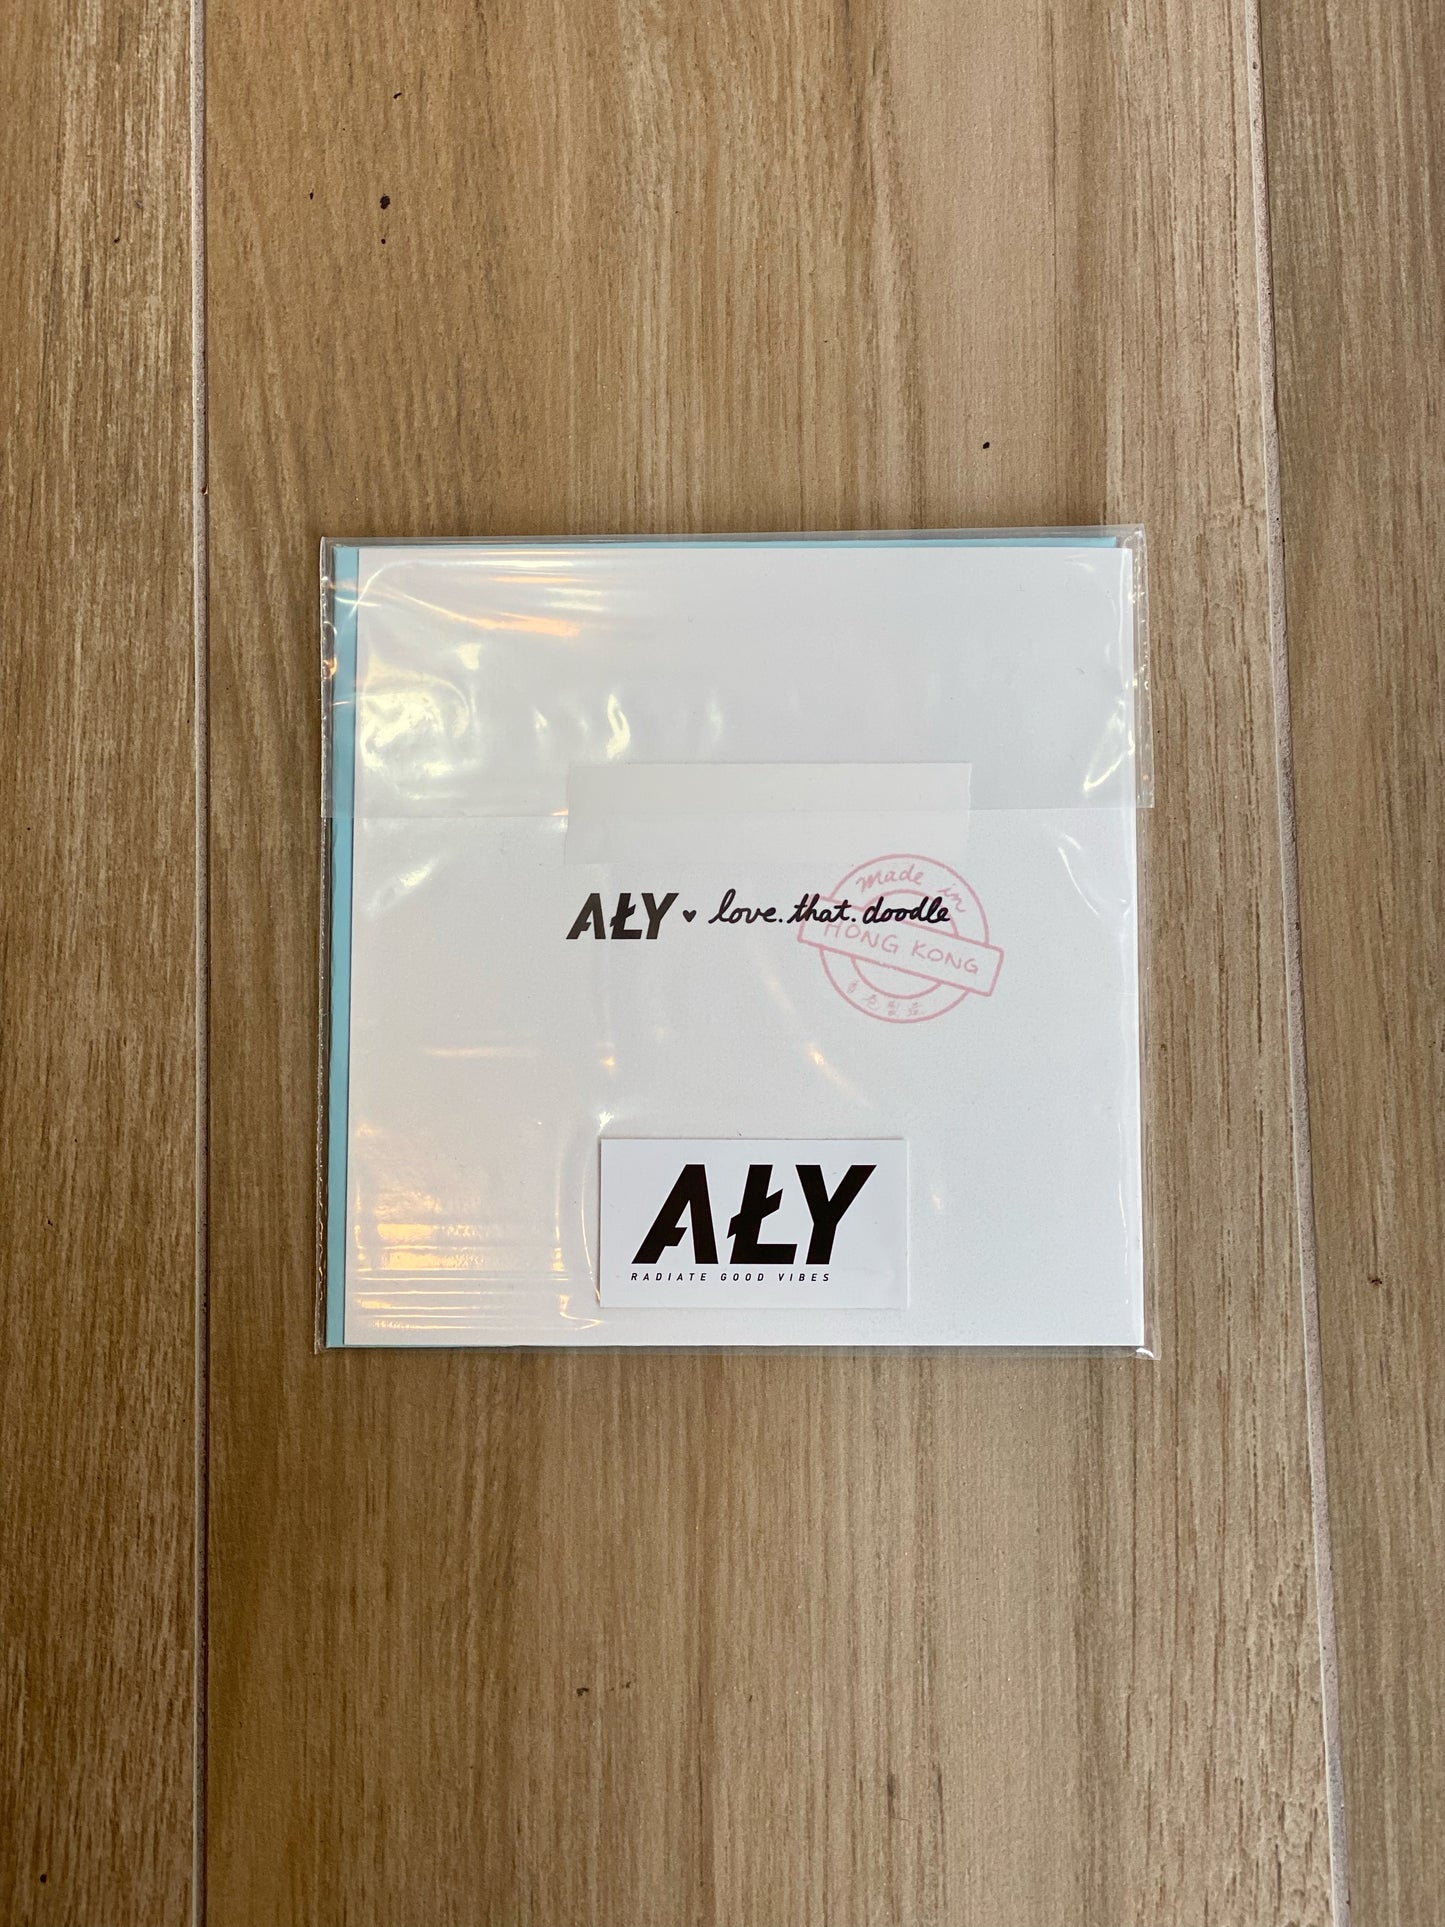 AŁY ♥ love.that.doodle
made in
HONG KONG
AŁY
RADIATE GOOD VIBES